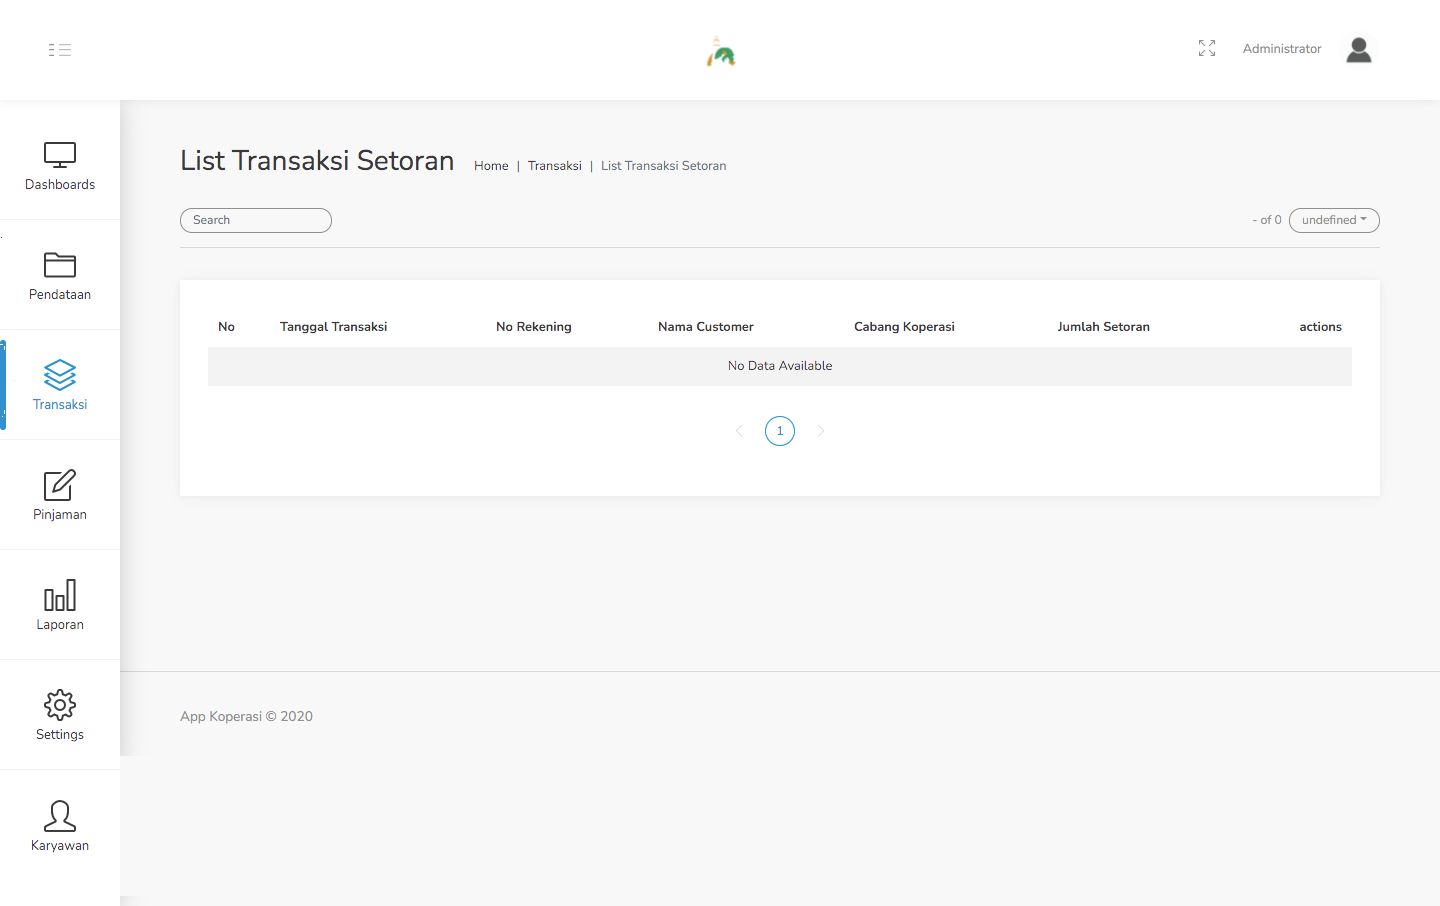 Administrator
Dashboards
Pendataan
Transaksi
Pinjaman
Laporan
Settings
Karyawan
List Transaksi Setoran
Home | Transaksi | List Transaksi Setoran
Search
- of 0
undefined
No Tanggal Transaksi No Rekening Nama Customer Cabang Koperasi Jumlah Setoran actions
No Data Available
1
App Koperasi © 2020